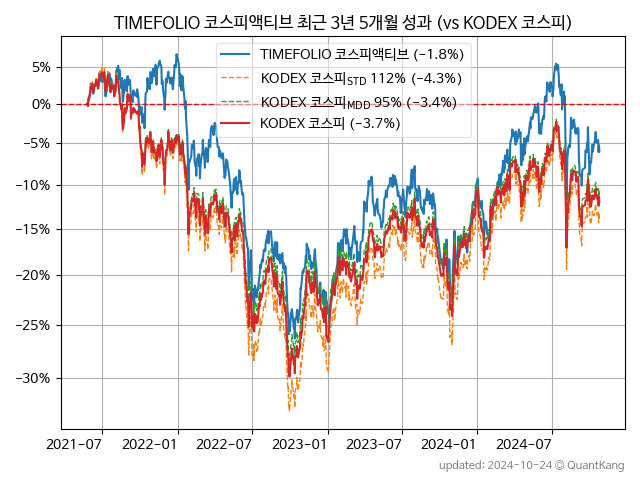 TIMEFOLIO 코스피액티브 최근 3년 5개월 성과 (vs KODEX 코스피)
TIMEFOLIO 코스피액티브 (−1.8%)
KODEX 코스피STD 112% (−4.3%)
KODEX 코스피MDD 95% (−3.4%)
KODEX 코스피 (−3.7%)
5%
0%
−5%
−10%
−15%
−20%
−25%
−30%
2021-07 2022-01 2022-07 2023-01 2023-07 2024-01 2024-07
updated: 2024-10-24 © QuantKang